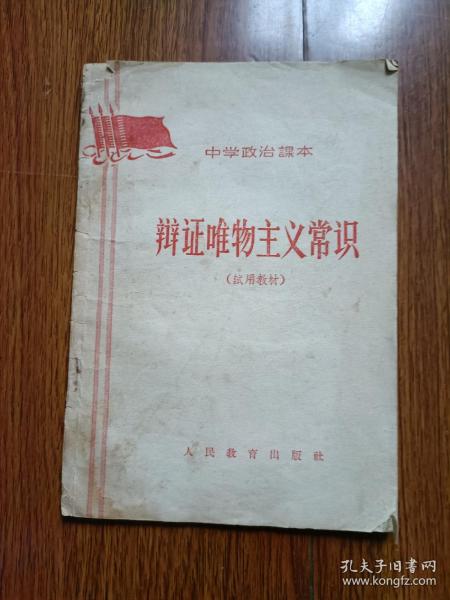 中学政治課本
辯证唯物主义常识
（試用教材）
人民教育出版社
孔夫子旧书网
www.kongfz.com